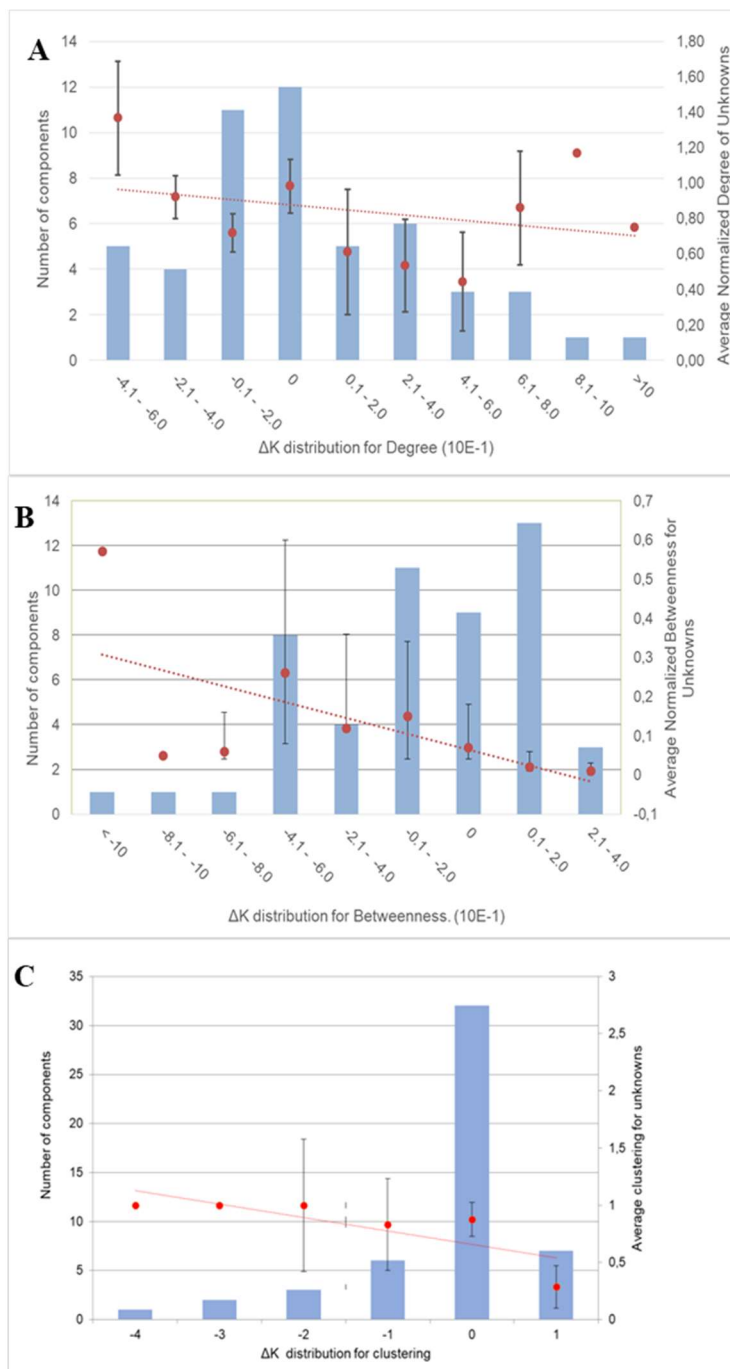 A
14
12
10
8
6
4
2
0
Number of components
1,80
1,60
1,40
1,20
1,00
0,80
0,60
0,40
0,20
0,00
Average Normalized Degree of Unknowns
-4.1 - -6.0
-2.1 - -4.0
-0.1 - -2.0
0
0.1 - 2.0
2.1 - 4.0
4.1 - 6.0
6.1 - 8.0
8.1 - 10
>10
ΔK distribution for Degree (10E-1)
B
14
12
10
8
6
4
2
0
Number of components
0,7
0,6
0,5
0,4
0,3
0,2
0,1
0
-0,1
Average Normalized Betweenness for
Unknowns
< -10
-8.1 - -10
-6.1 - -8.0
-4.1 - -6.0
-2.1 - -4.0
-0.1 - -2.0
0
0.1 - 2.0
2.1 - 4.0
ΔK distribution for Betweenness. (10E-1)
C
35
30
25
20
15
10
5
0
Number of components
3
2,5
2
1,5
1
0,5
0
Average clustering for unknowns
-4 -3 -2 -1 0 1
ΔK distribution for clustering